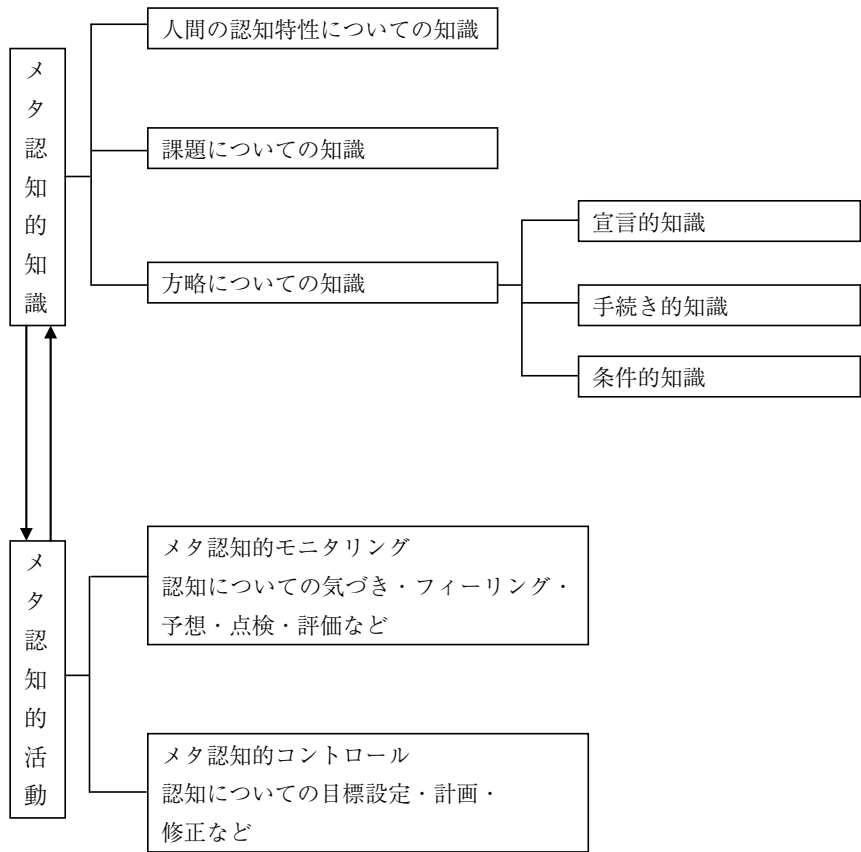 メタ認知的知識
人間の認知特性についての知識
課題についての知識
方略についての知識
宣言的知識
手続き的知識
条件的知識
メタ認知的活動
メタ認知的モニタリング
認知についての気づき・フィーリング・
予想・点検・評価など
メタ認知的コントロール
認知についての目標設定・計画・
修正など